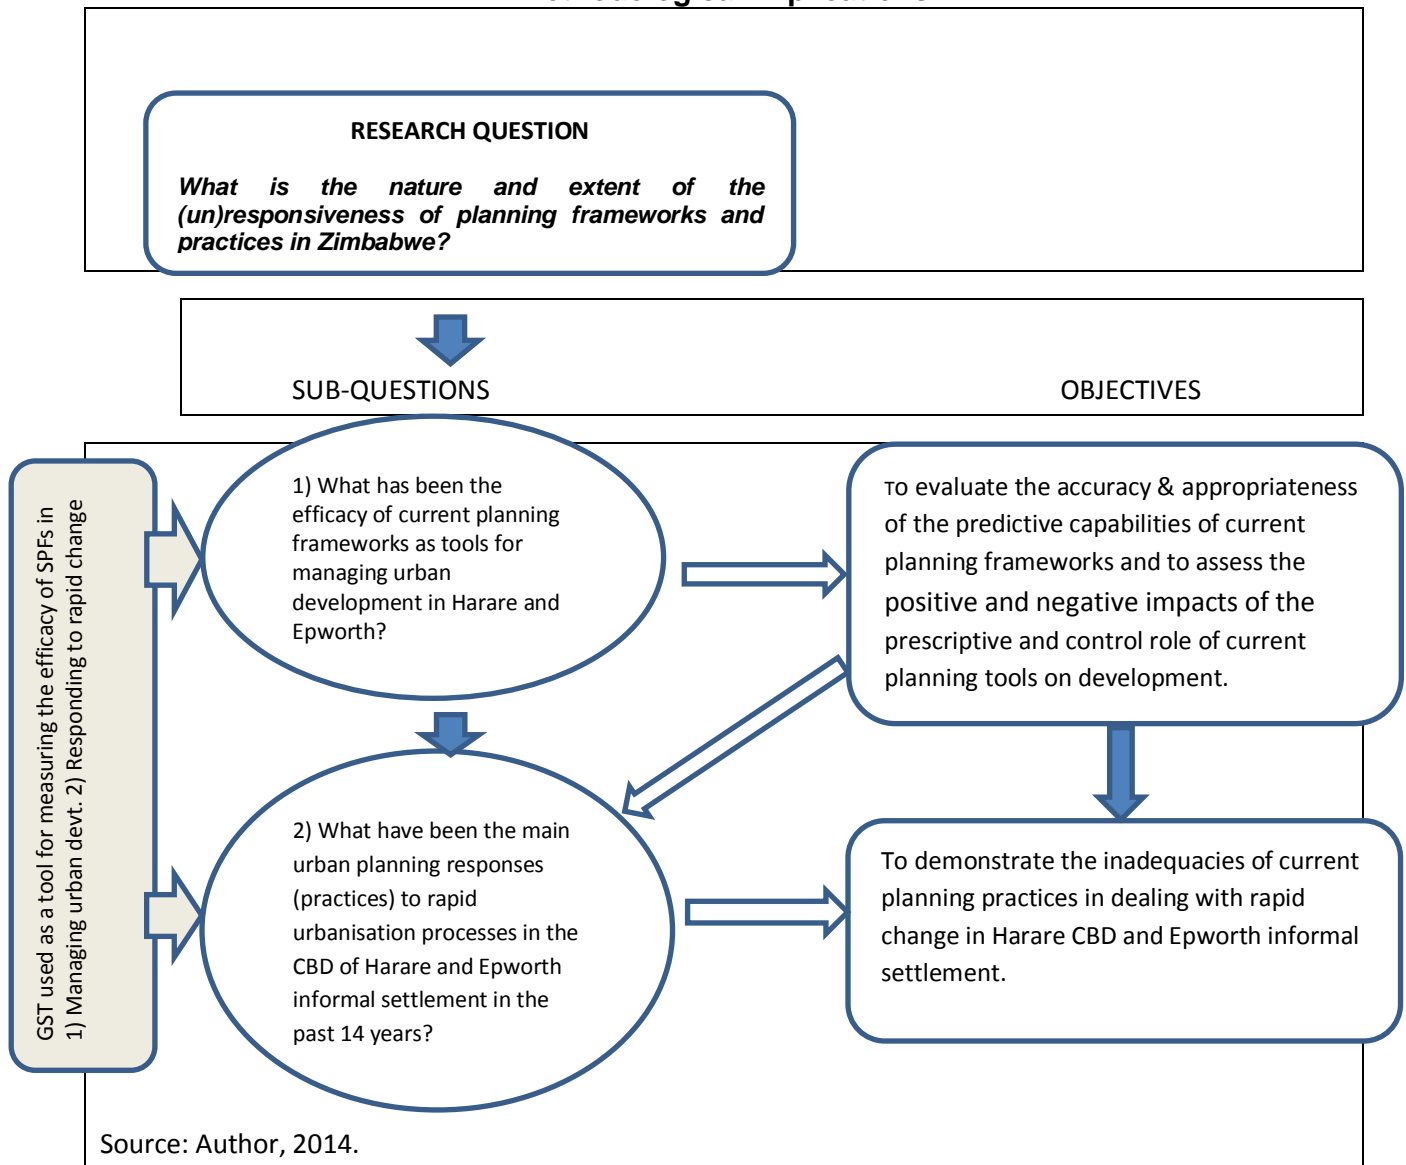 RESEARCH QUESTION
What is the nature and extent of the
(un)responsiveness of planning frameworks and
practices in Zimbabwe?
SUB-QUESTIONS
OBJECTIVES
GST used as a tool for measuring the efficacy of SPFs in
1) Managing urban devt. 2) Responding to rapid change
1) What has been the
efficacy of current planning
frameworks as tools for
managing urban
development in Harare and
Epworth?
To evaluate the accuracy & appropriateness
of the predictive capabilities of current
planning frameworks and to assess the
positive and negative impacts of the
prescriptive and control role of current
planning tools on development.
2) What have been the main
urban planning responses
(practices) to rapid
urbanisation processes in the
CBD of Harare and Epworth
informal settlement in the
past 14 years?
To demonstrate the inadequacies of current
planning practices in dealing with rapid
change in Harare CBD and Epworth informal
settlement.
Source: Author, 2014.